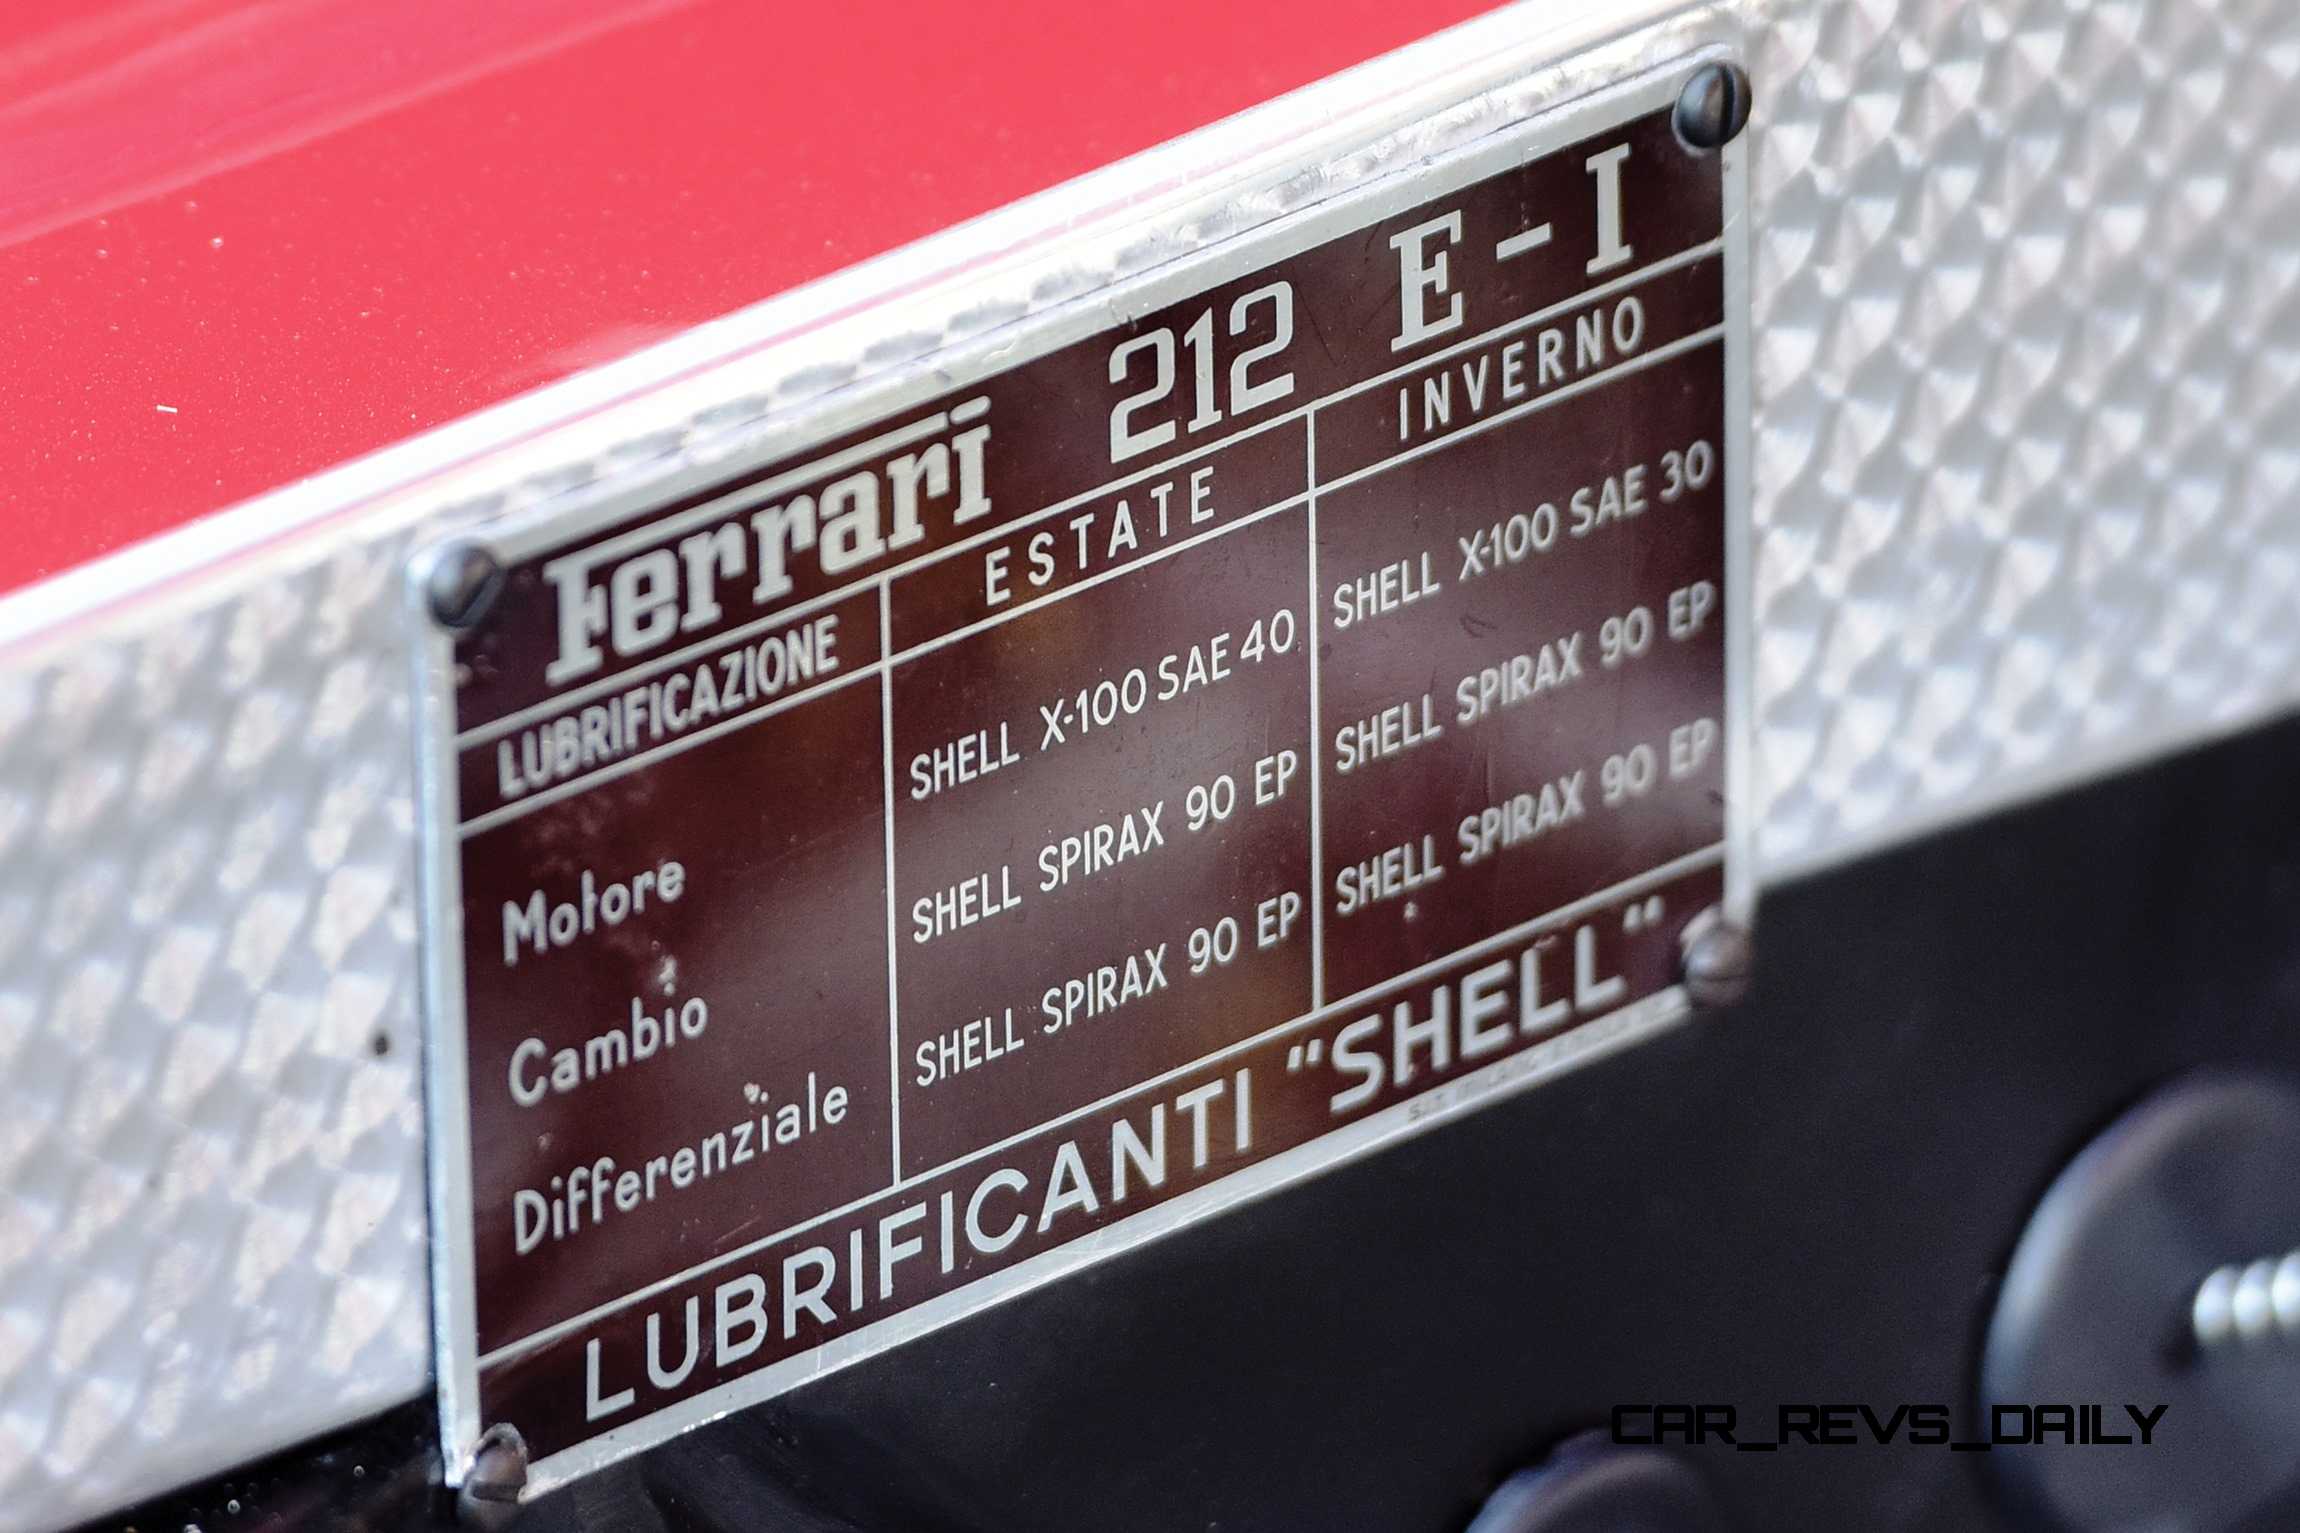 Ferrari 212 E-I
LUBRIFICAZIONE ESTATE INVERNO
Motore SHELL X-100 SAE 40 SHELL X-100 SAE 30
Cambio SHELL SPIRAX 90 EP SHELL SPIRAX 90 EP
Differenziale SHELL SPIRAX 90 EP SHELL SPIRAX 90 EP
LUBRIFICANTI "SHELL"
CAR_REVS_DAILY